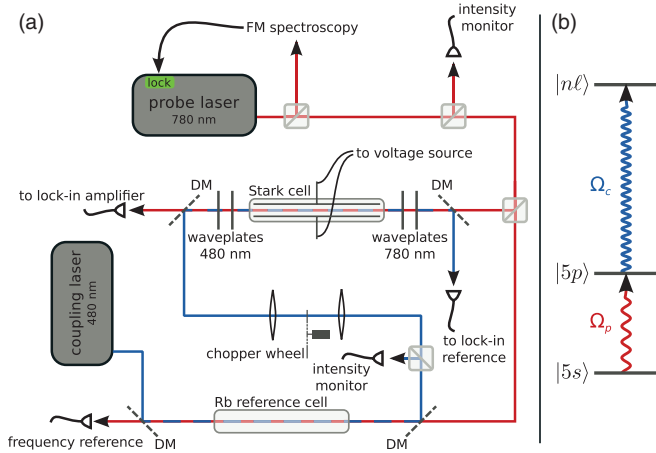 (a)
FM spectroscopy
intensity
monitor
lock
probe laser
780 nm
to voltage source
to lock-in amplifier
DM
Stark cell
DM
waveplates
480 nm
waveplates
780 nm
coupling laser
480 nm
chopper wheel
to lock-in
reference
intensity
monitor
Rb reference cell
frequency reference
DM
DM
(b)
|nℓ⟩
Ω_c
|5p⟩
Ω_p
|5s⟩